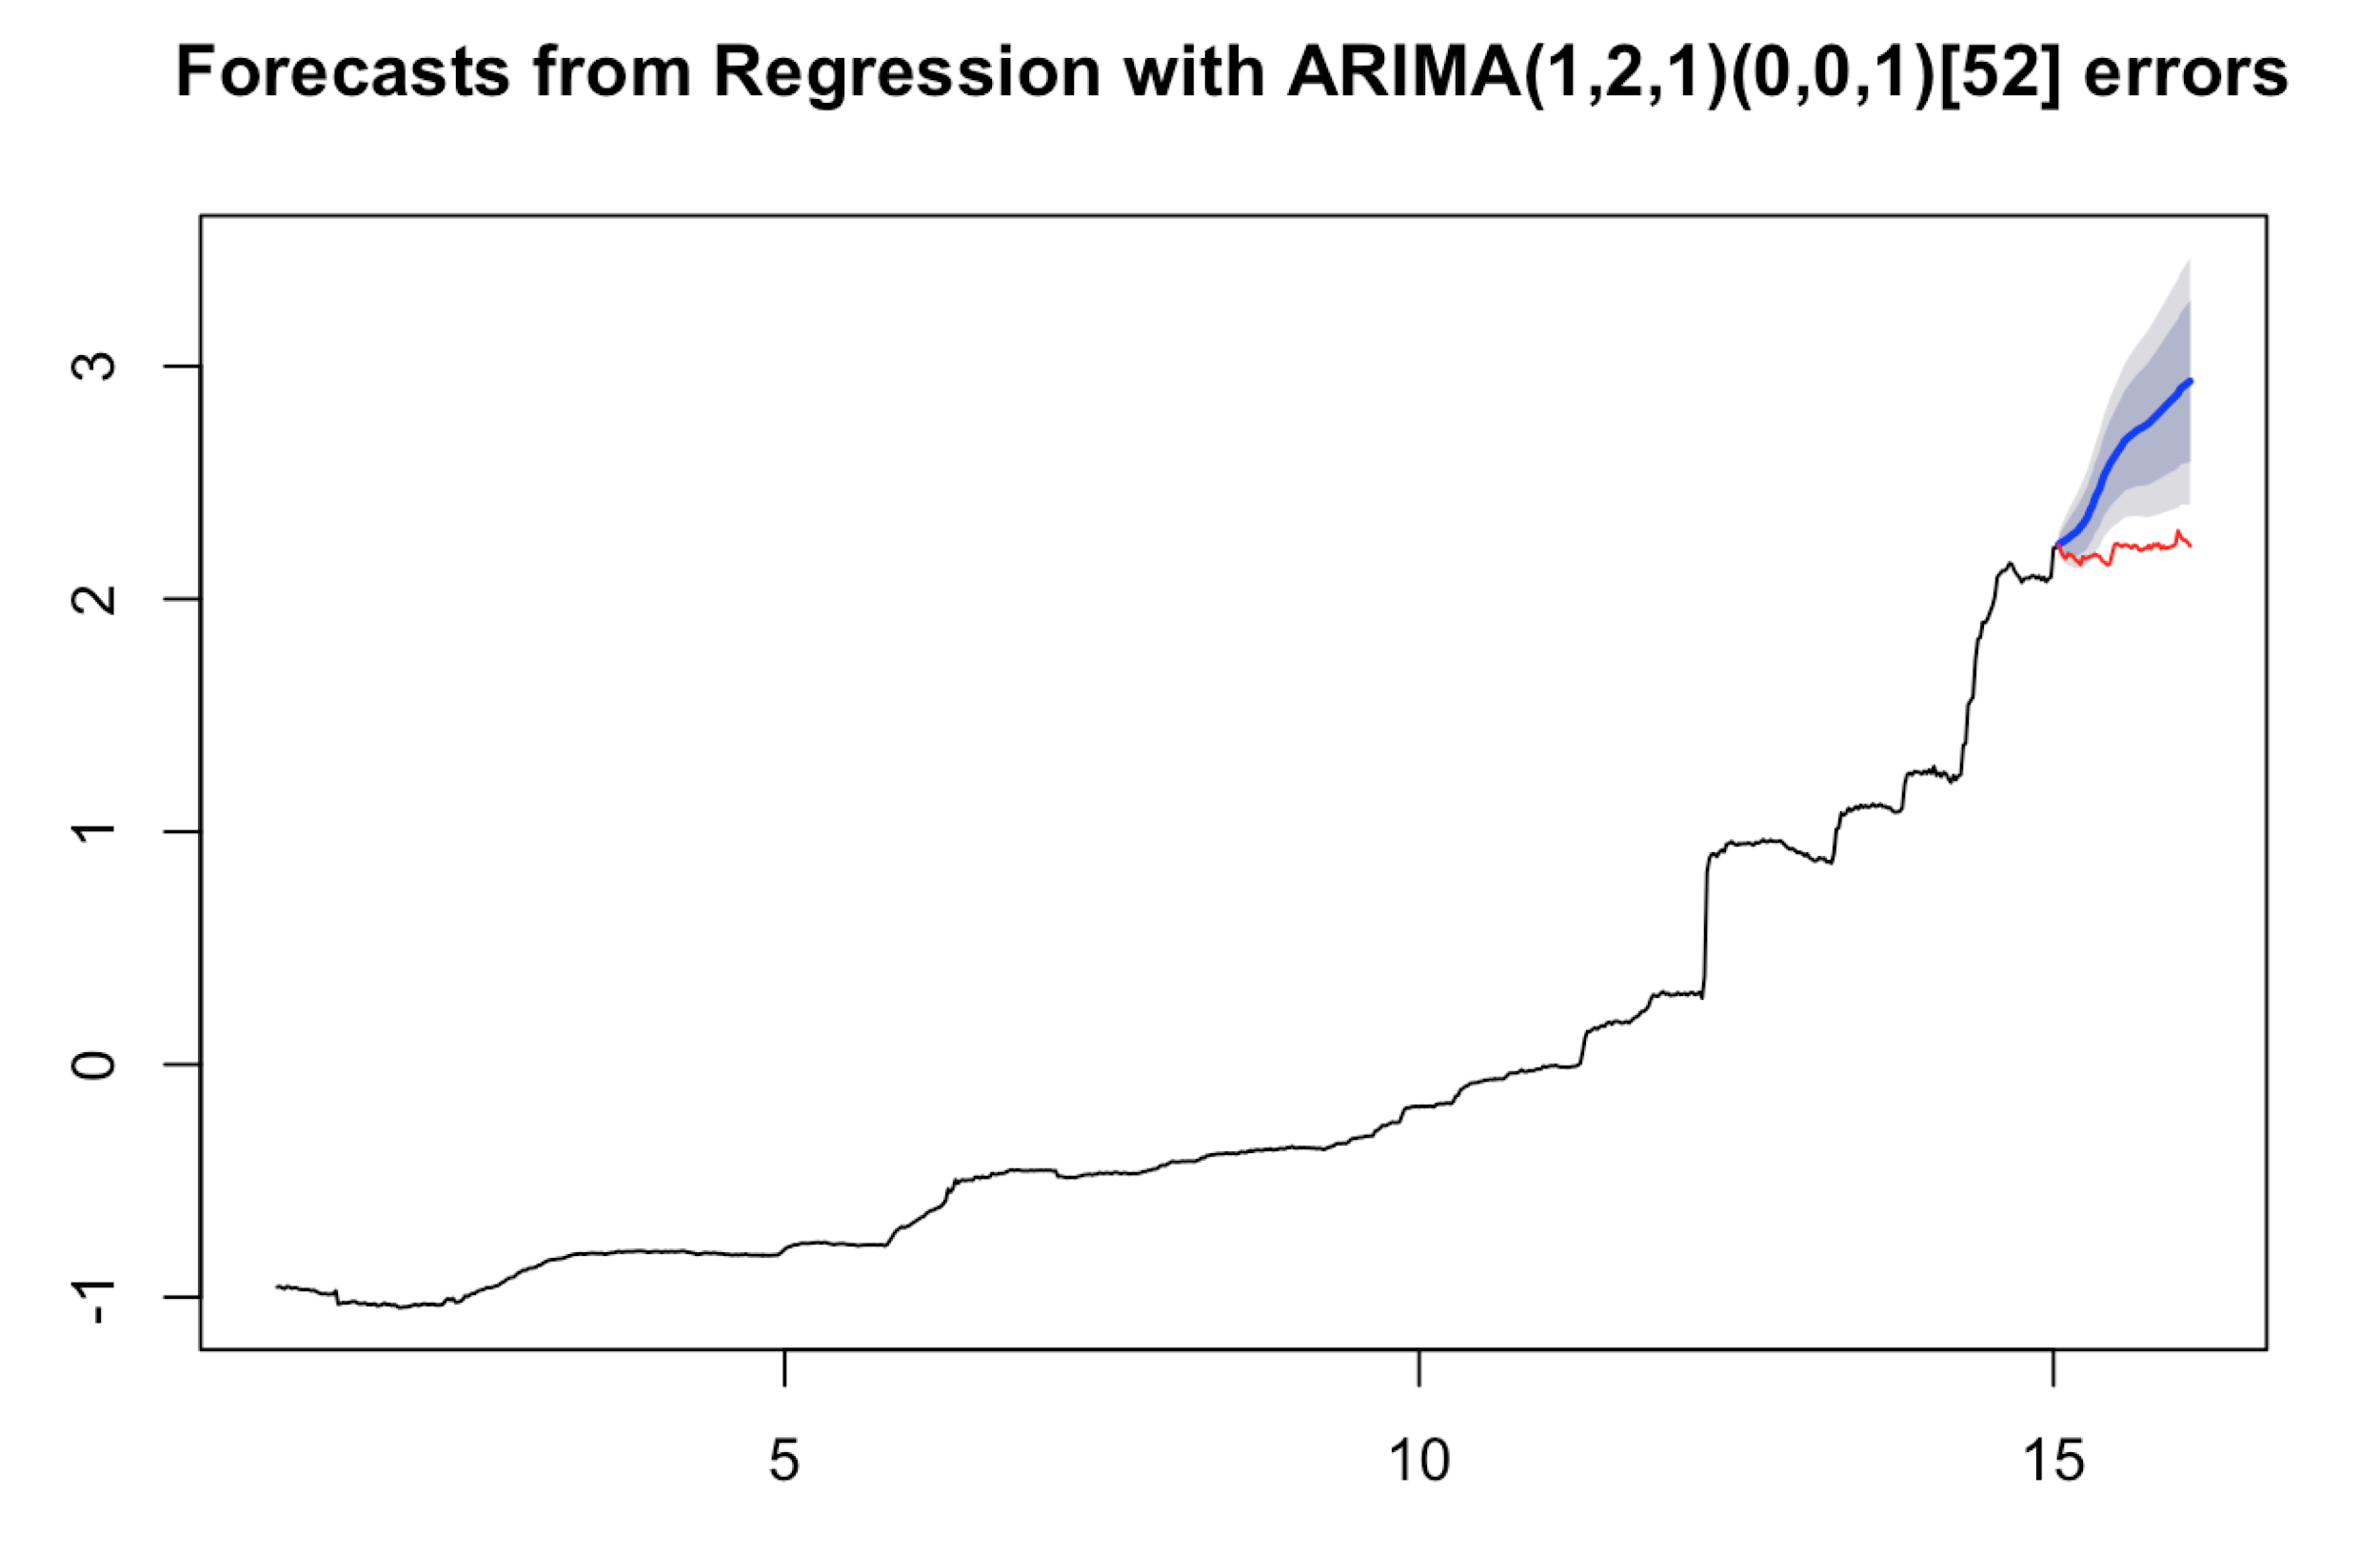 Forecasts from Regression with ARIMA(1,2,1)(0,0,1)[52] errors
3
2
1
0
-1
5 10 15